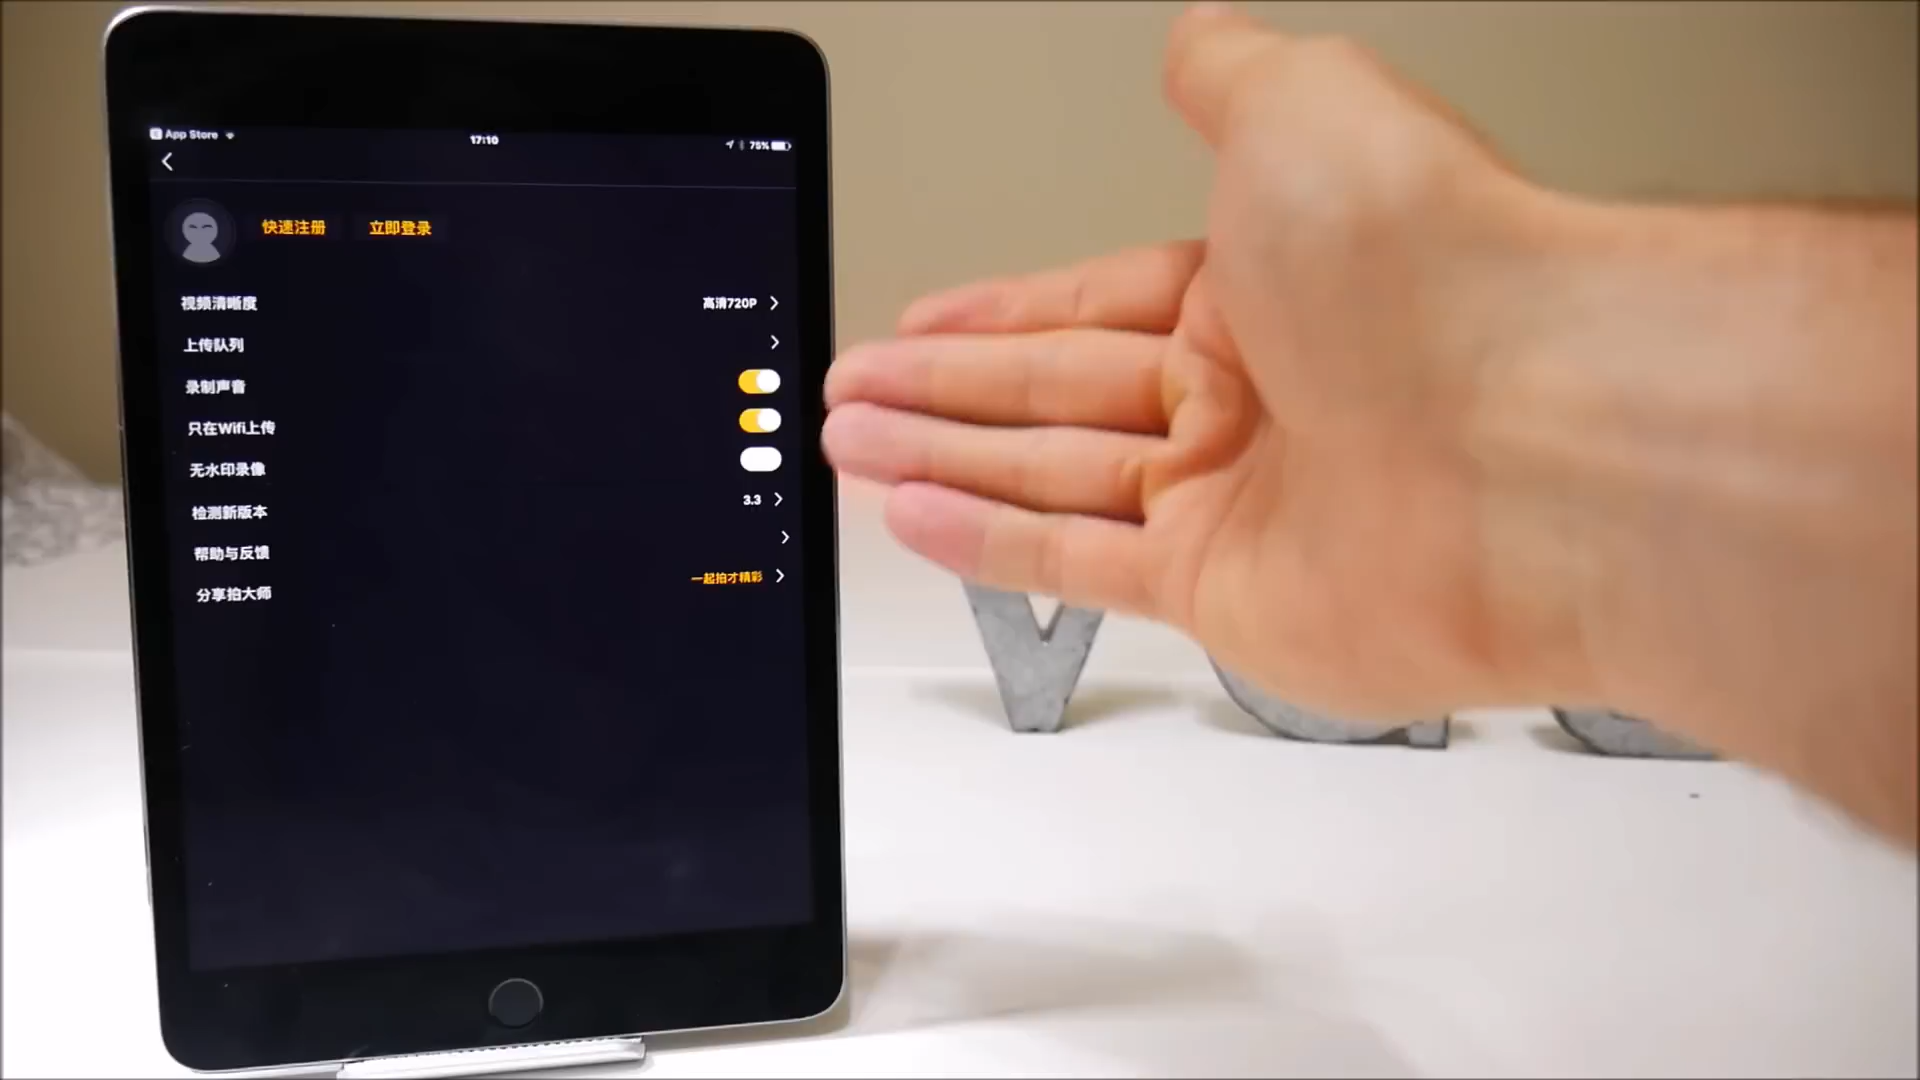 App Store 17:10 75%
快速注册 立即登录
视频清晰度 高清720P
上传队列
录制声音
只在Wifi上传
无水印录像
检测新版本 3.3
帮助与反馈
分享拍大师 一起拍才精彩
V